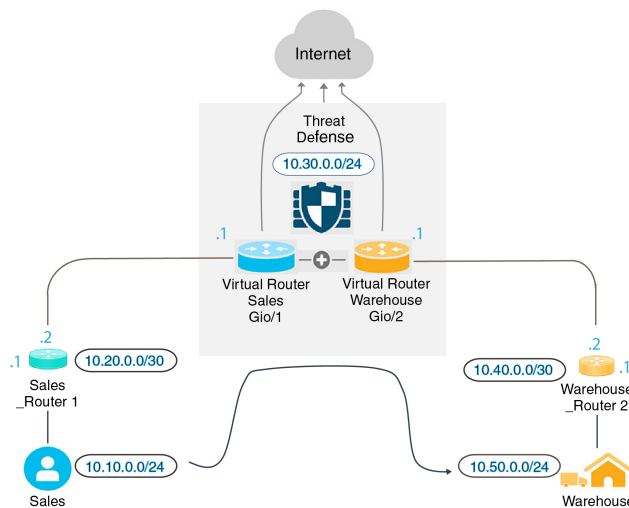 Internet
Threat
Defense
10.30.0.0/24
.1
.1
Virtual Router
Sales
Gio/1
Virtual Router
Warehouse
Gio/2
.2
.1
10.20.0.0/30
Sales
_Router 1
.2
10.40.0.0/30
.1
Warehouse
_Router 2
10.10.0.0/24
Sales
10.50.0.0/24
Warehouse